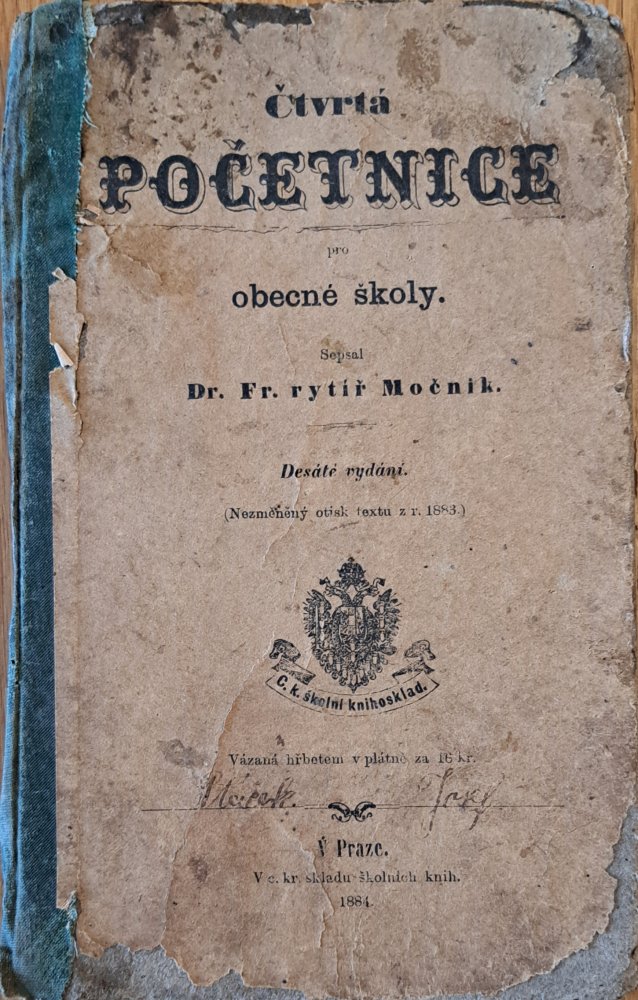 Čtvrtá
POČETNICE
pro
obecné školy.
Sepsal
Dr. Fr. rytíř Močnik.
Desáté vydání.
(Nezměněný otisk textu z r. 1883.)
C. k. školní knihosklad.
Vázaná hřbetem v plátně za 16 kr.
V Praze.
V c. kr. skladu školních knih.
1884.